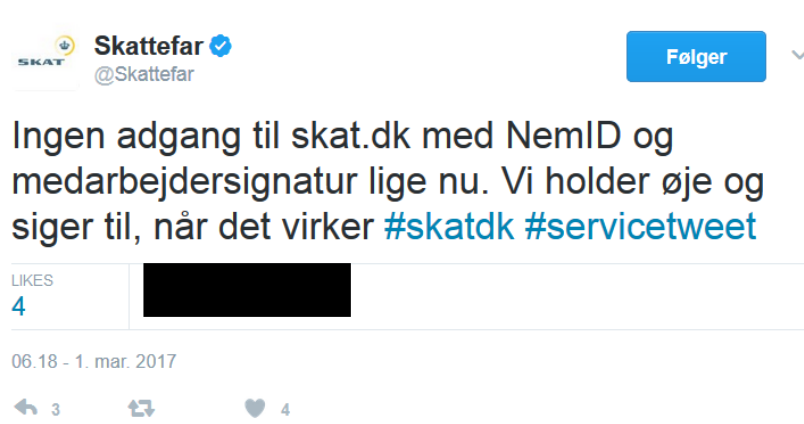 SKAT
Skattefar
@Skattefar
Følger
Ingen adgang til skat.dk med NemID og
medarbejdersignatur lige nu. Vi holder øje og
siger til, når det virker #skatdk #servicetweet
LIKES
4
06.18 - 1. mar. 2017
3 4